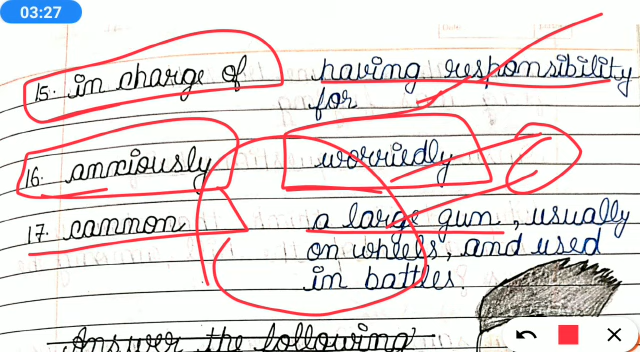 03:27
15. in charge of having responsibility
for
16. anxiously worriedly
17. cannon a large gun, usually
on wheels, and used
in battles.
Answer the following